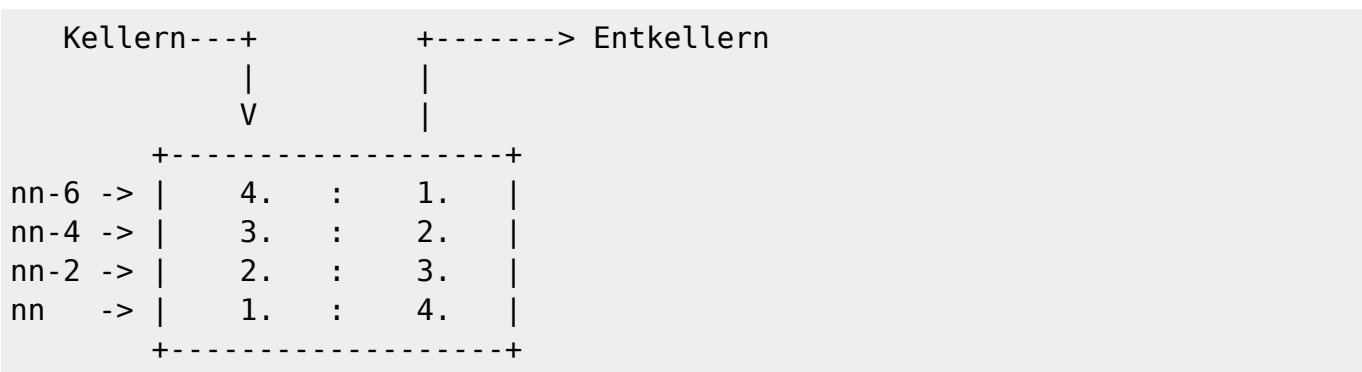 Kellern---+         +-------> Entkellern
             |         |
             V         |
        +-------------------+
nn-6 -> |    4.   :    1.   |
nn-4 -> |    3.   :    2.   |
nn-2 -> |    2.   :    3.   |
nn   -> |    1.   :    4.   |
        +-------------------+